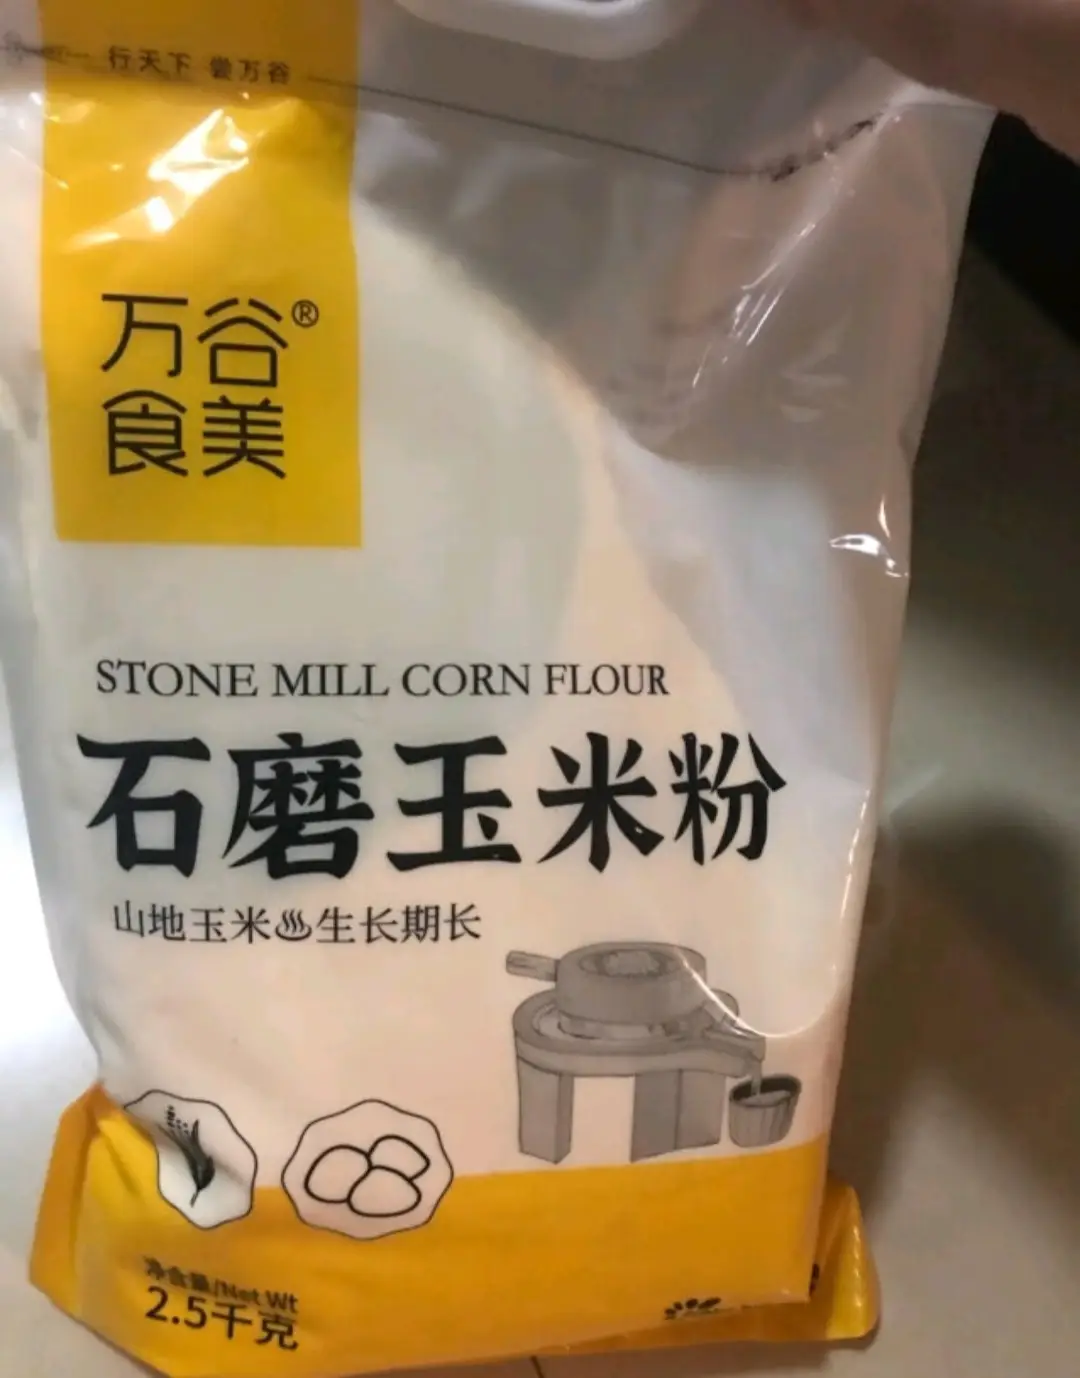 行天下 尝万谷
万谷®
食美
STONE MILL CORN FLOUR
石磨玉米粉
山地玉米♨生长期长
净含量/Net Wt
2.5千克